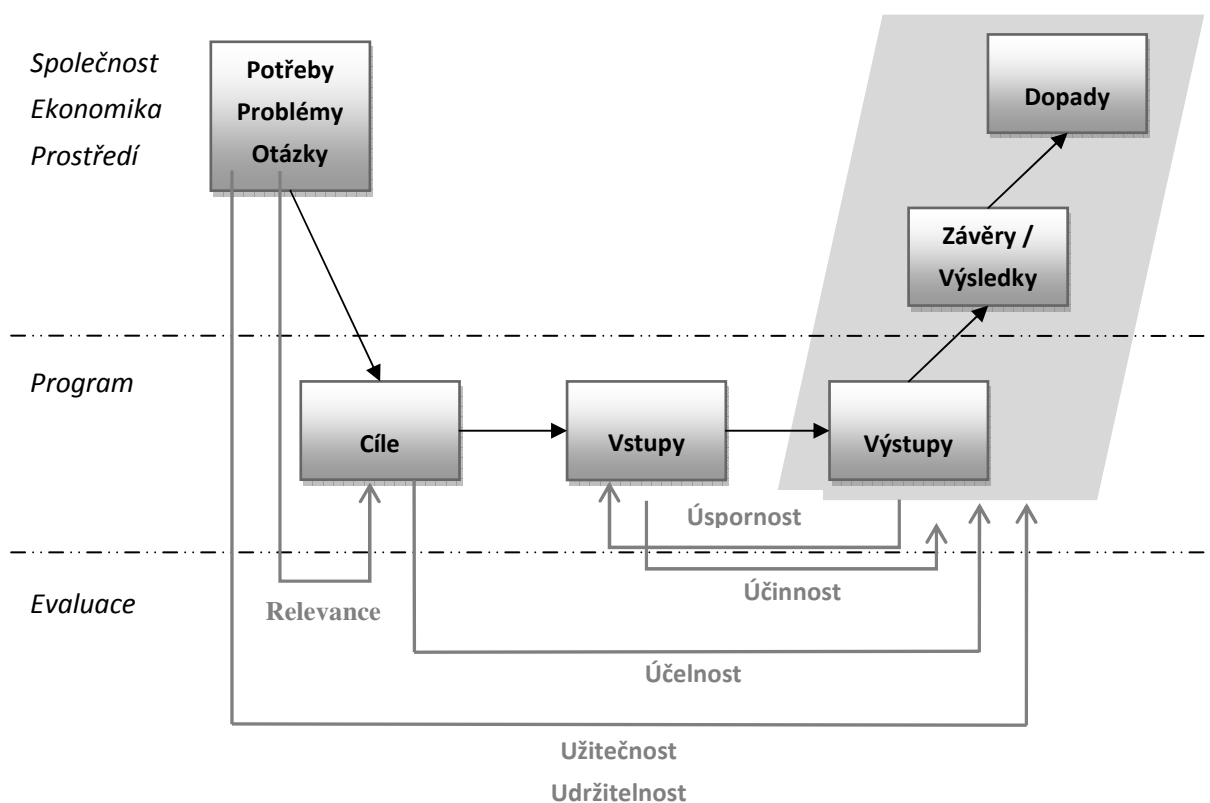 Společnost
Ekonomika
Prostředí
Potřeby
Problémy
Otázky
Dopady
Závěry /
Výsledky
Program
Cíle
Vstupy
Výstupy
Úspornost
Evaluace
Účinnost
Relevance
Účelnost
Užitečnost
Udržitelnost